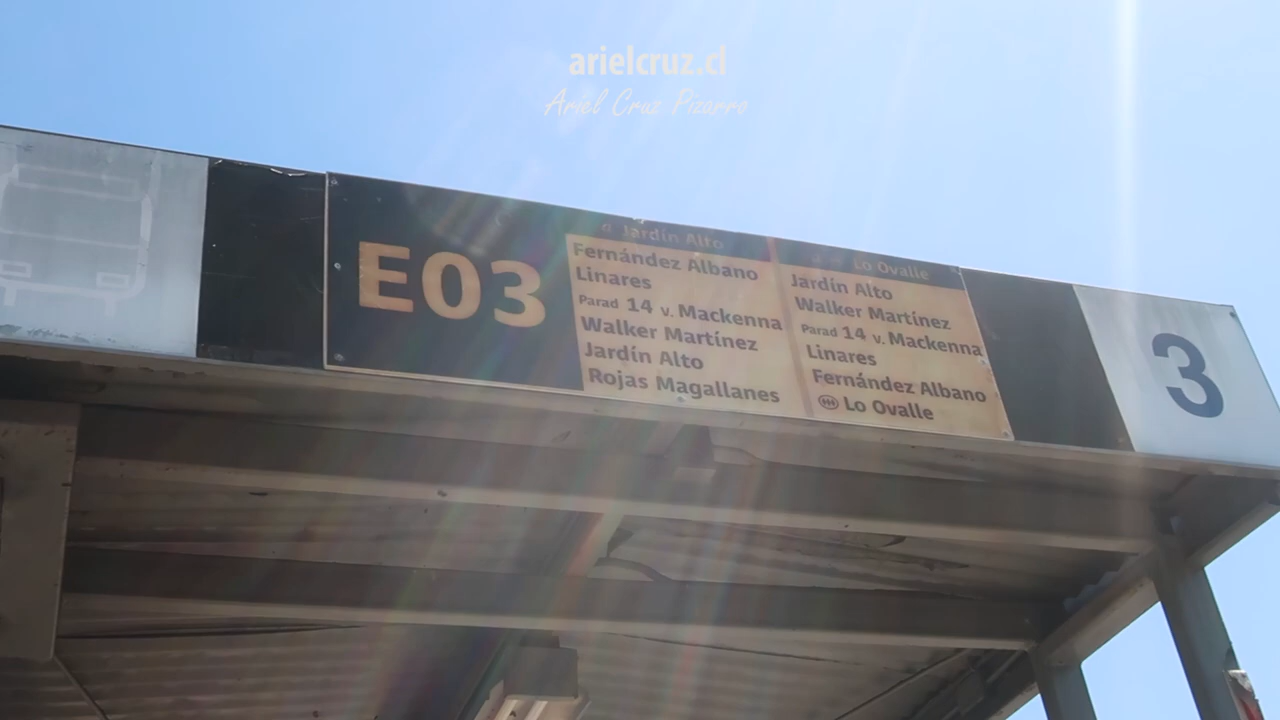 arielcruz.cl
Ariel Cruz Pizarro
E03
a Jardín Alto
Fernández Albano
Linares
Parad 14 v. Mackenna
Walker Martínez
Jardín Alto
Rojas Magallanes
a Lo Ovalle
Jardín Alto
Walker Martínez
Parad 14 v. Mackenna
Linares
Fernández Albano
Lo Ovalle
3